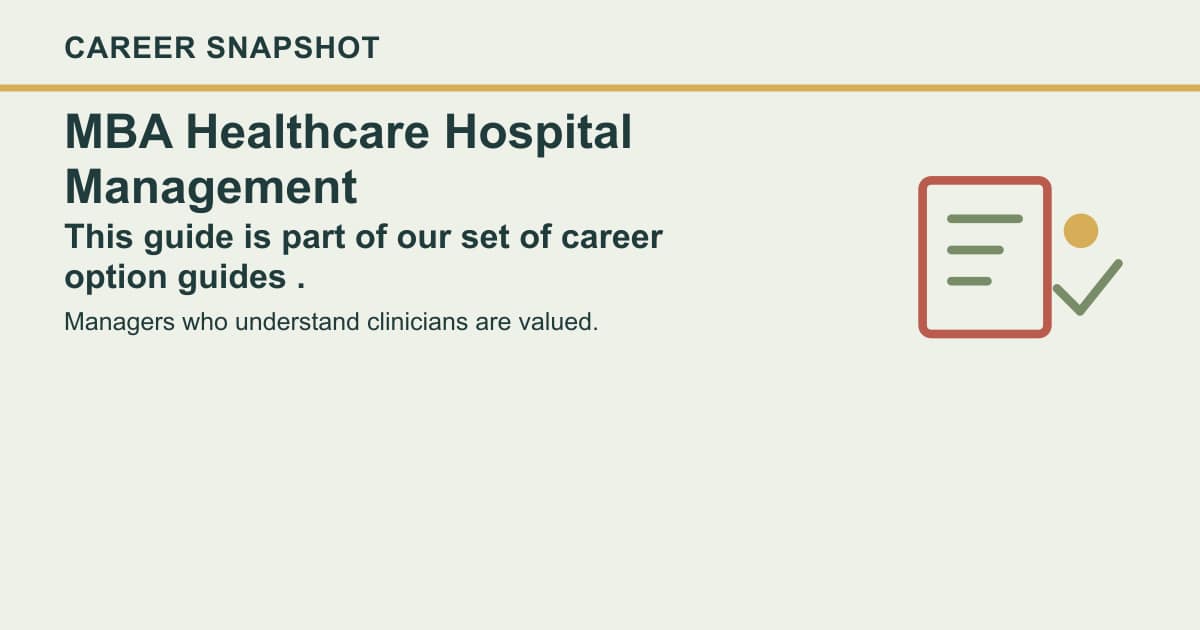 CAREER SNAPSHOT
MBA Healthcare Hospital
Management
This guide is part of our set of career
option guides .
Managers who understand clinicians are valued.